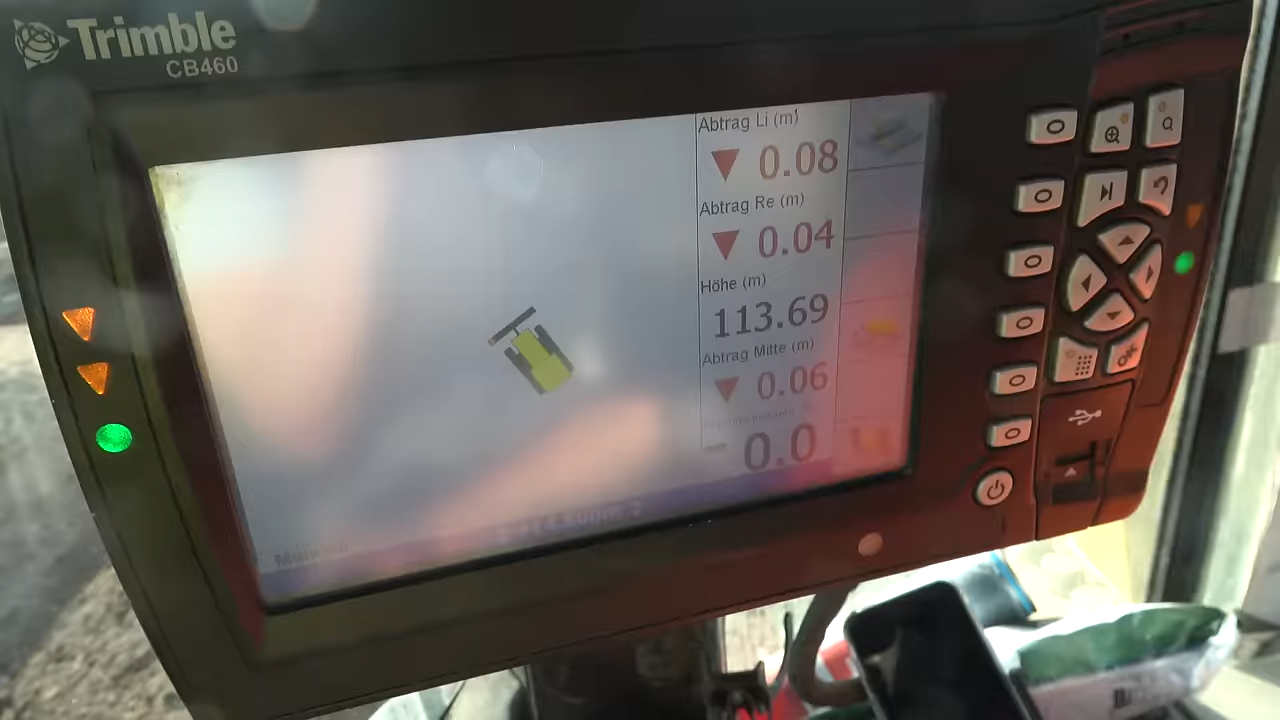 Trimble
CB460
Abtrag Li (m)
0.08
Abtrag Re (m)
0.04
Höhe (m)
113.69
Abtrag Mitte (m)
0.06
0.0